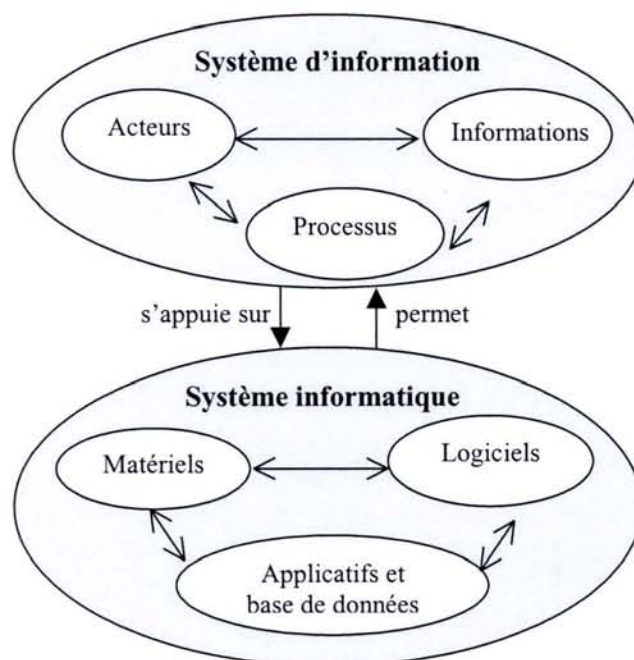 Système d'information
Acteurs
Informations
Processus
s'appuie sur
permet
Système informatique
Matériels
Logiciels
Applicatifs et
base de données